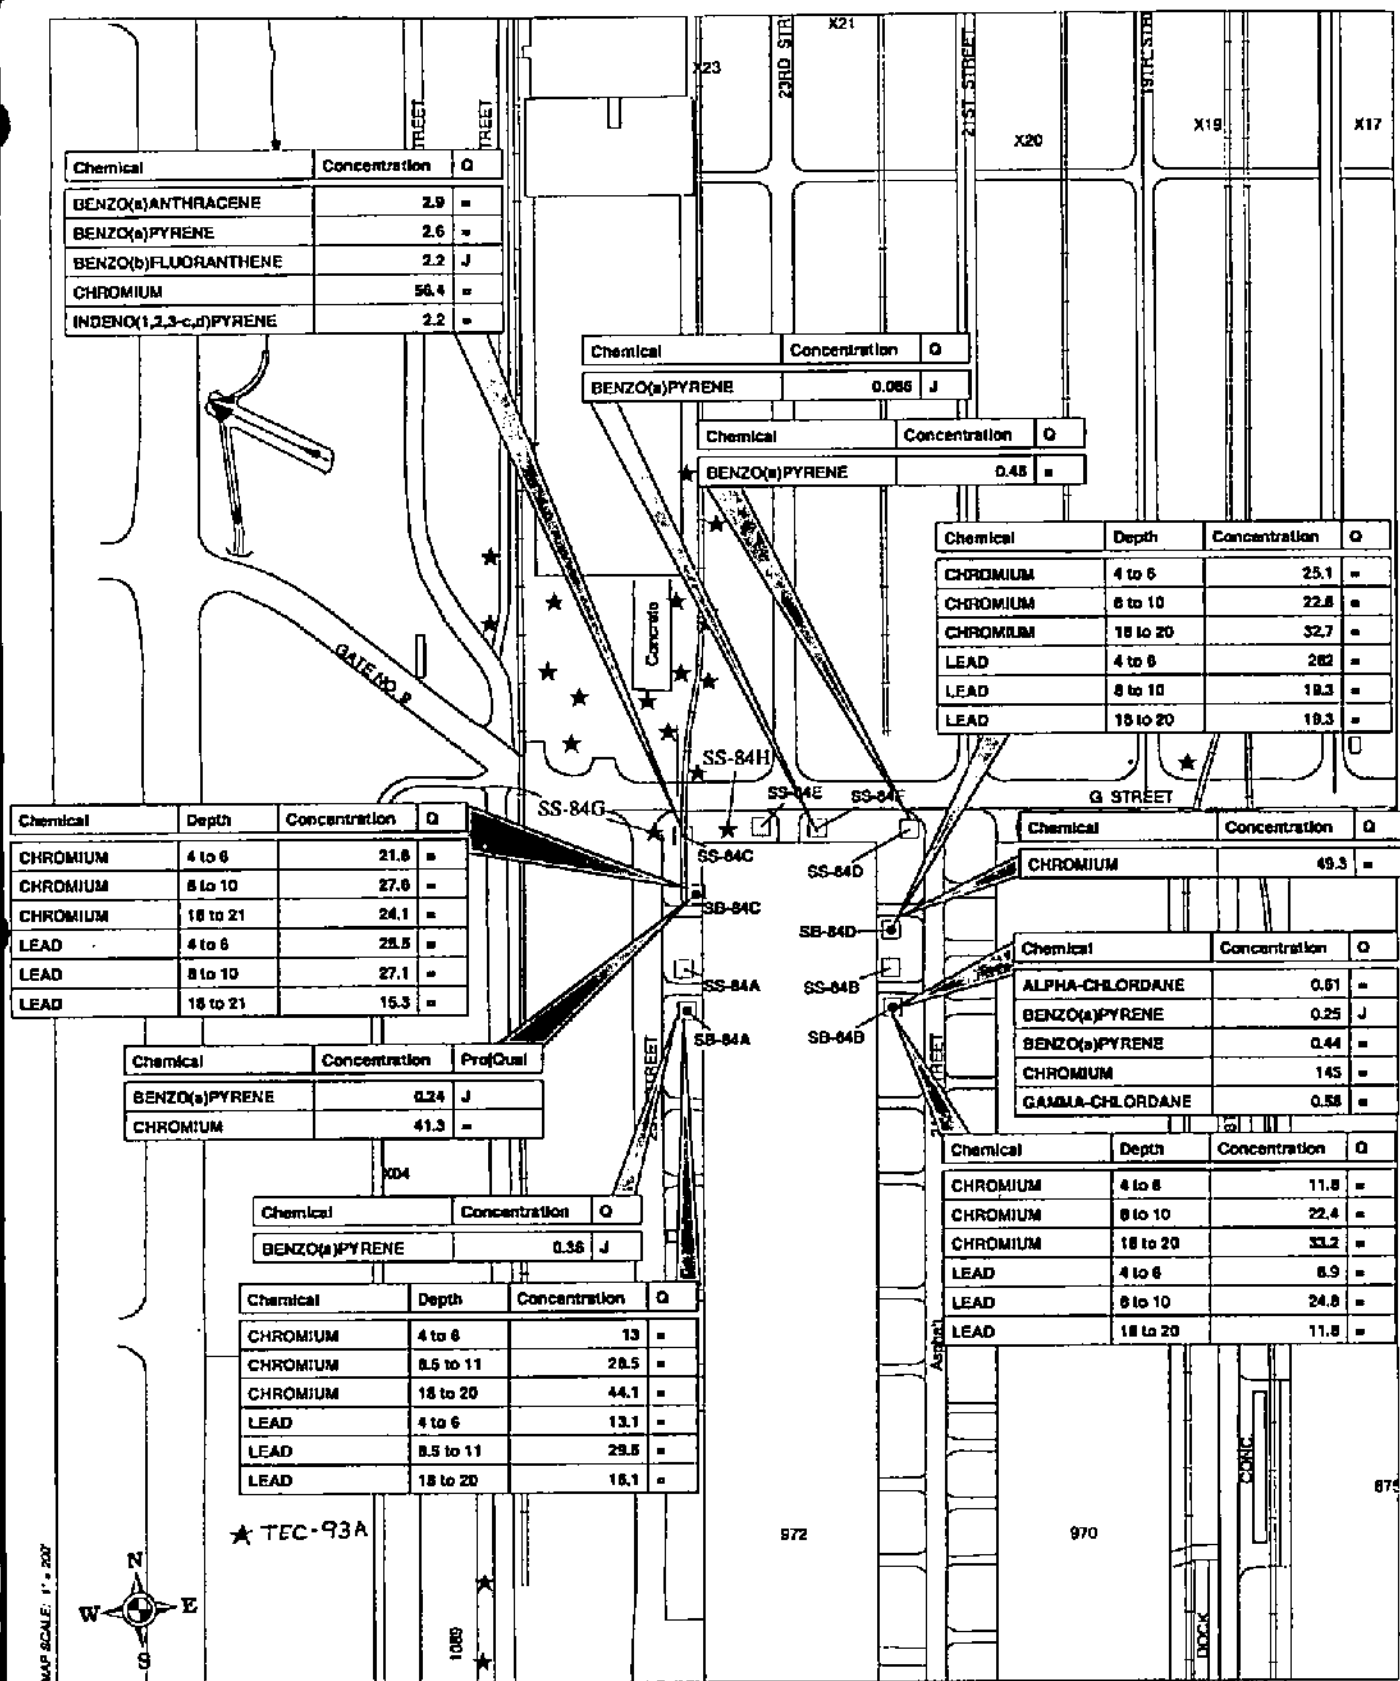 X21
X23
23RD STR
21ST STREET
19TH STR
X20
X19
X17
TREET
TREET
Chemical Concentration Q
BENZO(a)ANTHRACENE 2.9 =
BENZO(a)PYRENE 2.6 =
BENZO(b)FLUORANTHENE 2.2 J
CHROMIUM 56.4 =
INDENO(1,2,3-c,d)PYRENE 2.2 =
Chemical Concentration Q
BENZO(a)PYRENE 0.086 J
Chemical Concentration Q
BENZO(a)PYRENE =
Chemical Depth Concentration Q
CHROMIUM 4 to 6 25.1 =
CHROMIUM 8 to 10 22.8 =
CHROMIUM 18 to 20 32.7 =
LEAD 4 to 6 262 =
LEAD 8 to 10 19.3 =
LEAD 18 to 20 19.3 =
Concrete
GATE NO.
SS-84H
SS-84G
SS-84E
SS-84F
G STREET
SS-84C
SS-84D
SB-84C
SB-84D
SS-84A
SS-84B
SB-84A
SB-84B
Chemical Depth Concentration Q
CHROMIUM 4 to 6 21.8 =
CHROMIUM 8 to 10 27.6 =
CHROMIUM 18 to 21 24.1 =
LEAD 4 to 6 28.5 =
LEAD 8 to 10 27.1 =
LEAD 18 to 21 15.3 =
Chemical Concentration Q
CHROMIUM 49.3 =
Chemical Concentration Q
ALPHA-CHLORDANE 0.61 =
BENZO(a)PYRENE 0.25 J
BENZO(a)PYRENE 0.44 =
CHROMIUM 145 =
GAMMA-CHLORDANE 0.58 =
Chemical Concentration ProjQual
BENZO(a)PYRENE 0.24 J
CHROMIUM 41.3 =
STREET
REET
X04
Chemical Depth Concentration Q
CHROMIUM 4 to 6 11.8 =
CHROMIUM 8 to 10 22.4 =
CHROMIUM 18 to 20 33.2 =
LEAD 4 to 6 8.9 =
LEAD 8 to 10 24.8 =
LEAD 18 to 20 11.8 =
Chemical Concentration Q
BENZO(a)PYRENE 0.36 J
Chemical Depth Concentration Q
CHROMIUM 4 to 6 13 =
CHROMIUM 8.5 to 11 28.5 =
CHROMIUM 18 to 20 44.1 =
LEAD 4 to 6 13.1 =
LEAD 8.5 to 11 29.8 =
LEAD 18 to 20 16.1 =
Asphalt
CONC.
TEC-93A
972
970
N
W E
S
1089
DOCK
MAP SCALE: 1" = 200'